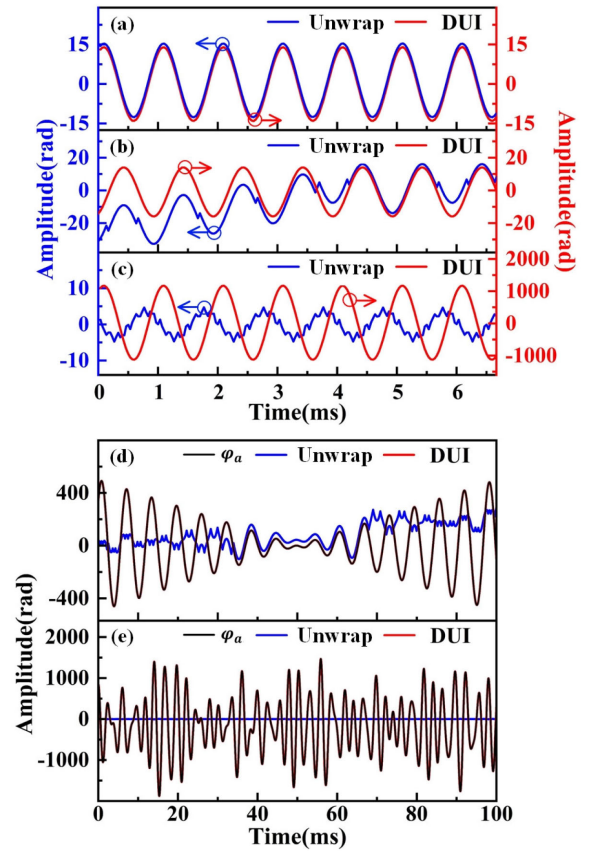 (a) Unwrap DUI
15
0
-15
15
0
-15
(b) Unwrap DUI
20
0
-20
20
0
-20
(c) Unwrap DUI
10
0
-10
2000
1000
0
-1000
Amplitude(rad)
Amplitude(rad)
0 1 2 3 4 5 6
Time(ms)
(d) φₐ Unwrap DUI
400
0
-400
(e) φₐ Unwrap DUI
2000
1000
0
-1000
Amplitude(rad)
0 20 40 60 80 100
Time(ms)